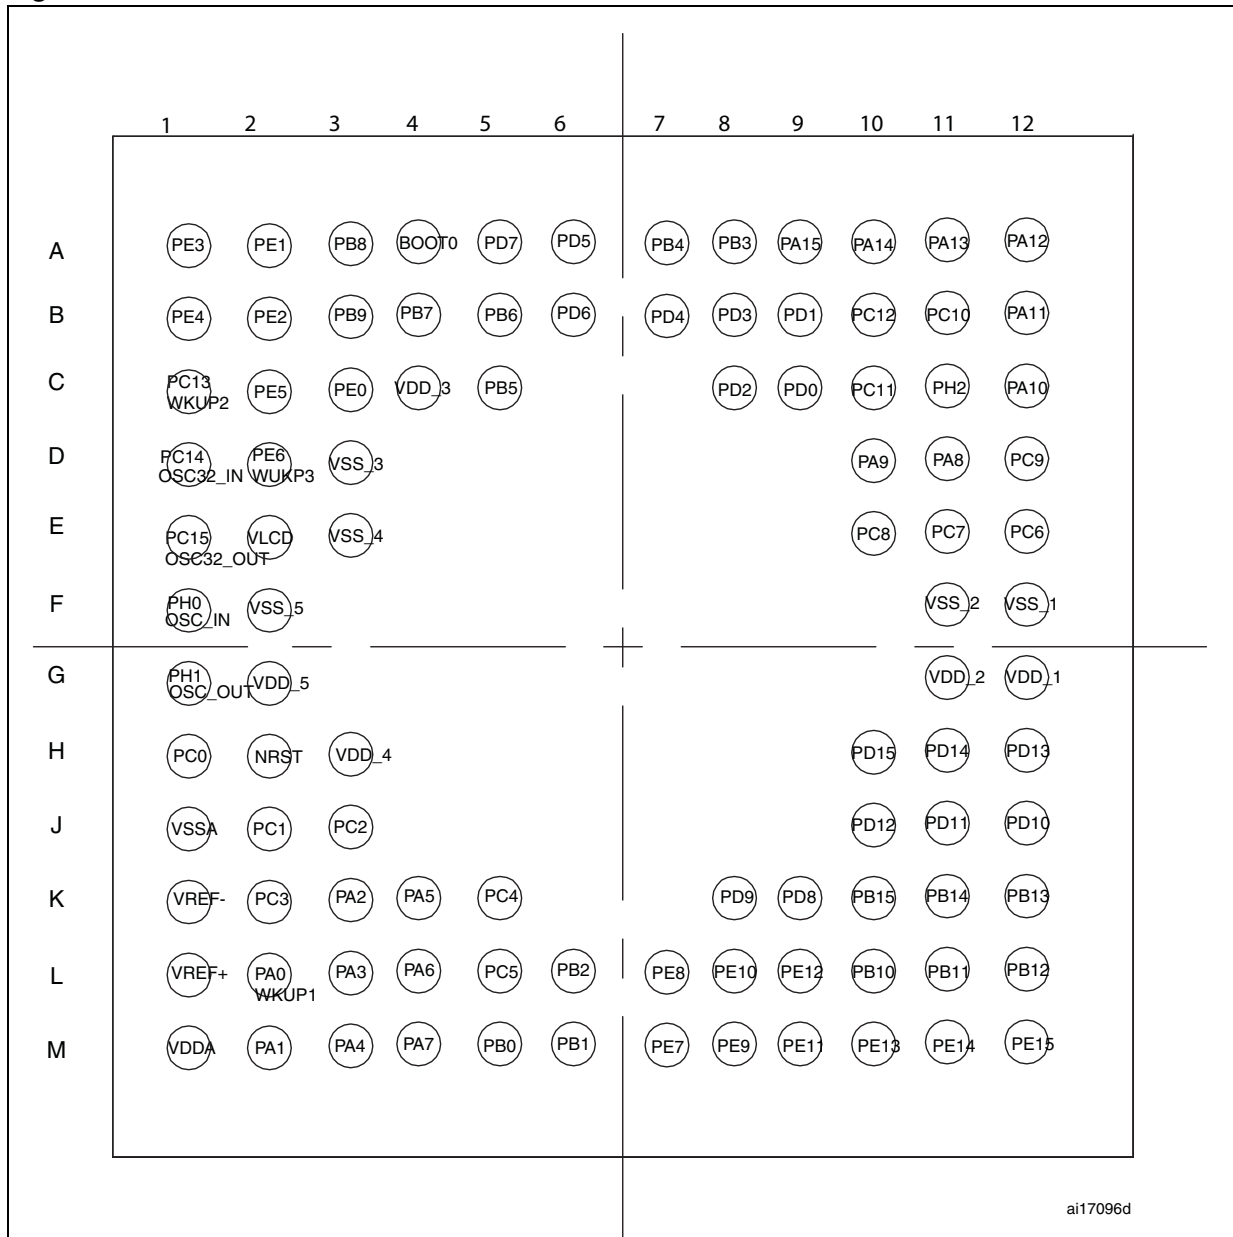 1 2 3 4 5 6 7 8 9 10 11 12
A PE3 PE1 PB8 BOOT0 PD7 PD5 PB4 PB3 PA15 PA14 PA13 PA12
B PE4 PE2 PB9 PB7 PB6 PD6 PD4 PD3 PD1 PC12 PC10 PA11
C PC13 PE5 PE0 VDD_3 PB5 PD2 PD0 PC11 PH2 PA10
WKUP2
D PC14 PE6 VSS_3 PA9 PA8 PC9
OSC32_IN WUKP3
E PC15 VLCD VSS_4 PC8 PC7 PC6
OSC32_OUT
F PH0 VSS_5 VSS_2 VSS_1
OSC_IN
G PH1 VDD_5 VDD_2 VDD_1
OSC_OUT
H PC0 NRST VDD_4 PD15 PD14 PD13
J VSSA PC1 PC2 PD12 PD11 PD10
K VREF- PC3 PA2 PA5 PC4 PD9 PD8 PB15 PB14 PB13
L VREF+ PA0 PA3 PA6 PC5 PB2 PE8 PE10 PE12 PB10 PB11 PB12
WKUP1
M VDDA PA1 PA4 PA7 PB0 PB1 PE7 PE9 PE11 PE13 PE14 PE15
ai17096d